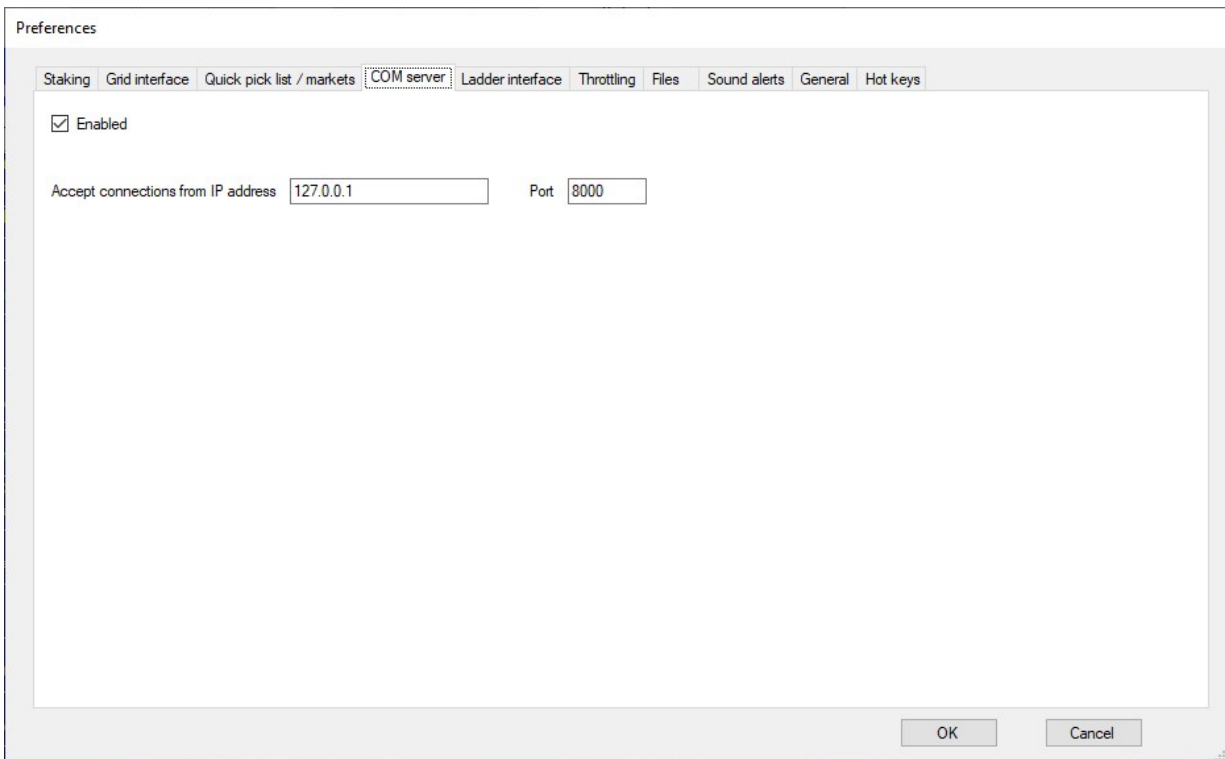 Preferences
Staking Grid interface Quick pick list / markets COM server Ladder interface Throttling Files Sound alerts General Hot keys
Enabled
Accept connections from IP address 127.0.0.1 Port 8000
OK Cancel